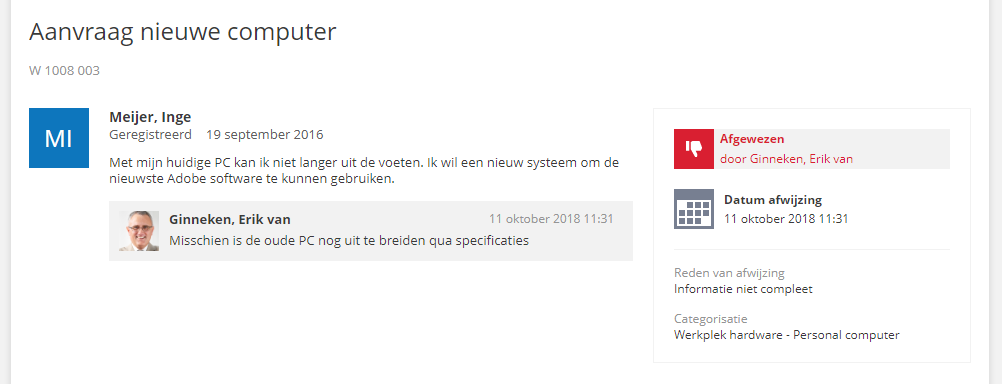 Aanvraag nieuwe computer
W 1008 003
MI
Meijer, Inge
Geregistreerd 19 september 2016
Met mijn huidige PC kan ik niet langer uit de voeten. Ik wil een nieuw systeem om de
nieuwste Adobe software te kunnen gebruiken.
Ginneken, Erik van 11 oktober 2018 11:31
Misschien is de oude PC nog uit te breiden qua specificaties
Afgewezen
door Ginneken, Erik van
Datum afwijzing
11 oktober 2018 11:31
Reden van afwijzing
Informatie niet compleet
Categorisatie
Werkplek hardware - Personal computer